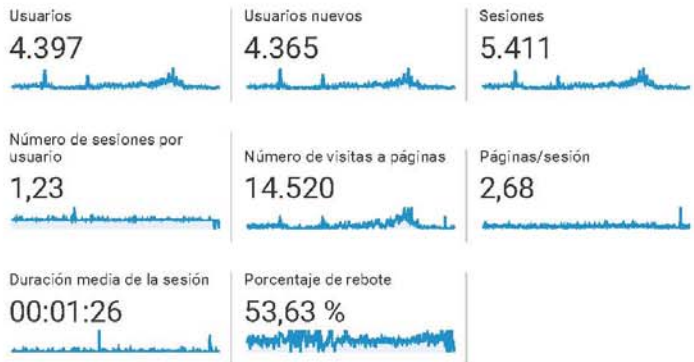 Usuarios
4.397
Usuarios nuevos
4.365
Sesiones
5.411
Número de sesiones por
usuario
1,23
Número de visitas a páginas
14.520
Páginas/sesión
2,68
Duración media de la sesión
00:01:26
Porcentaje de rebote
53,63 %